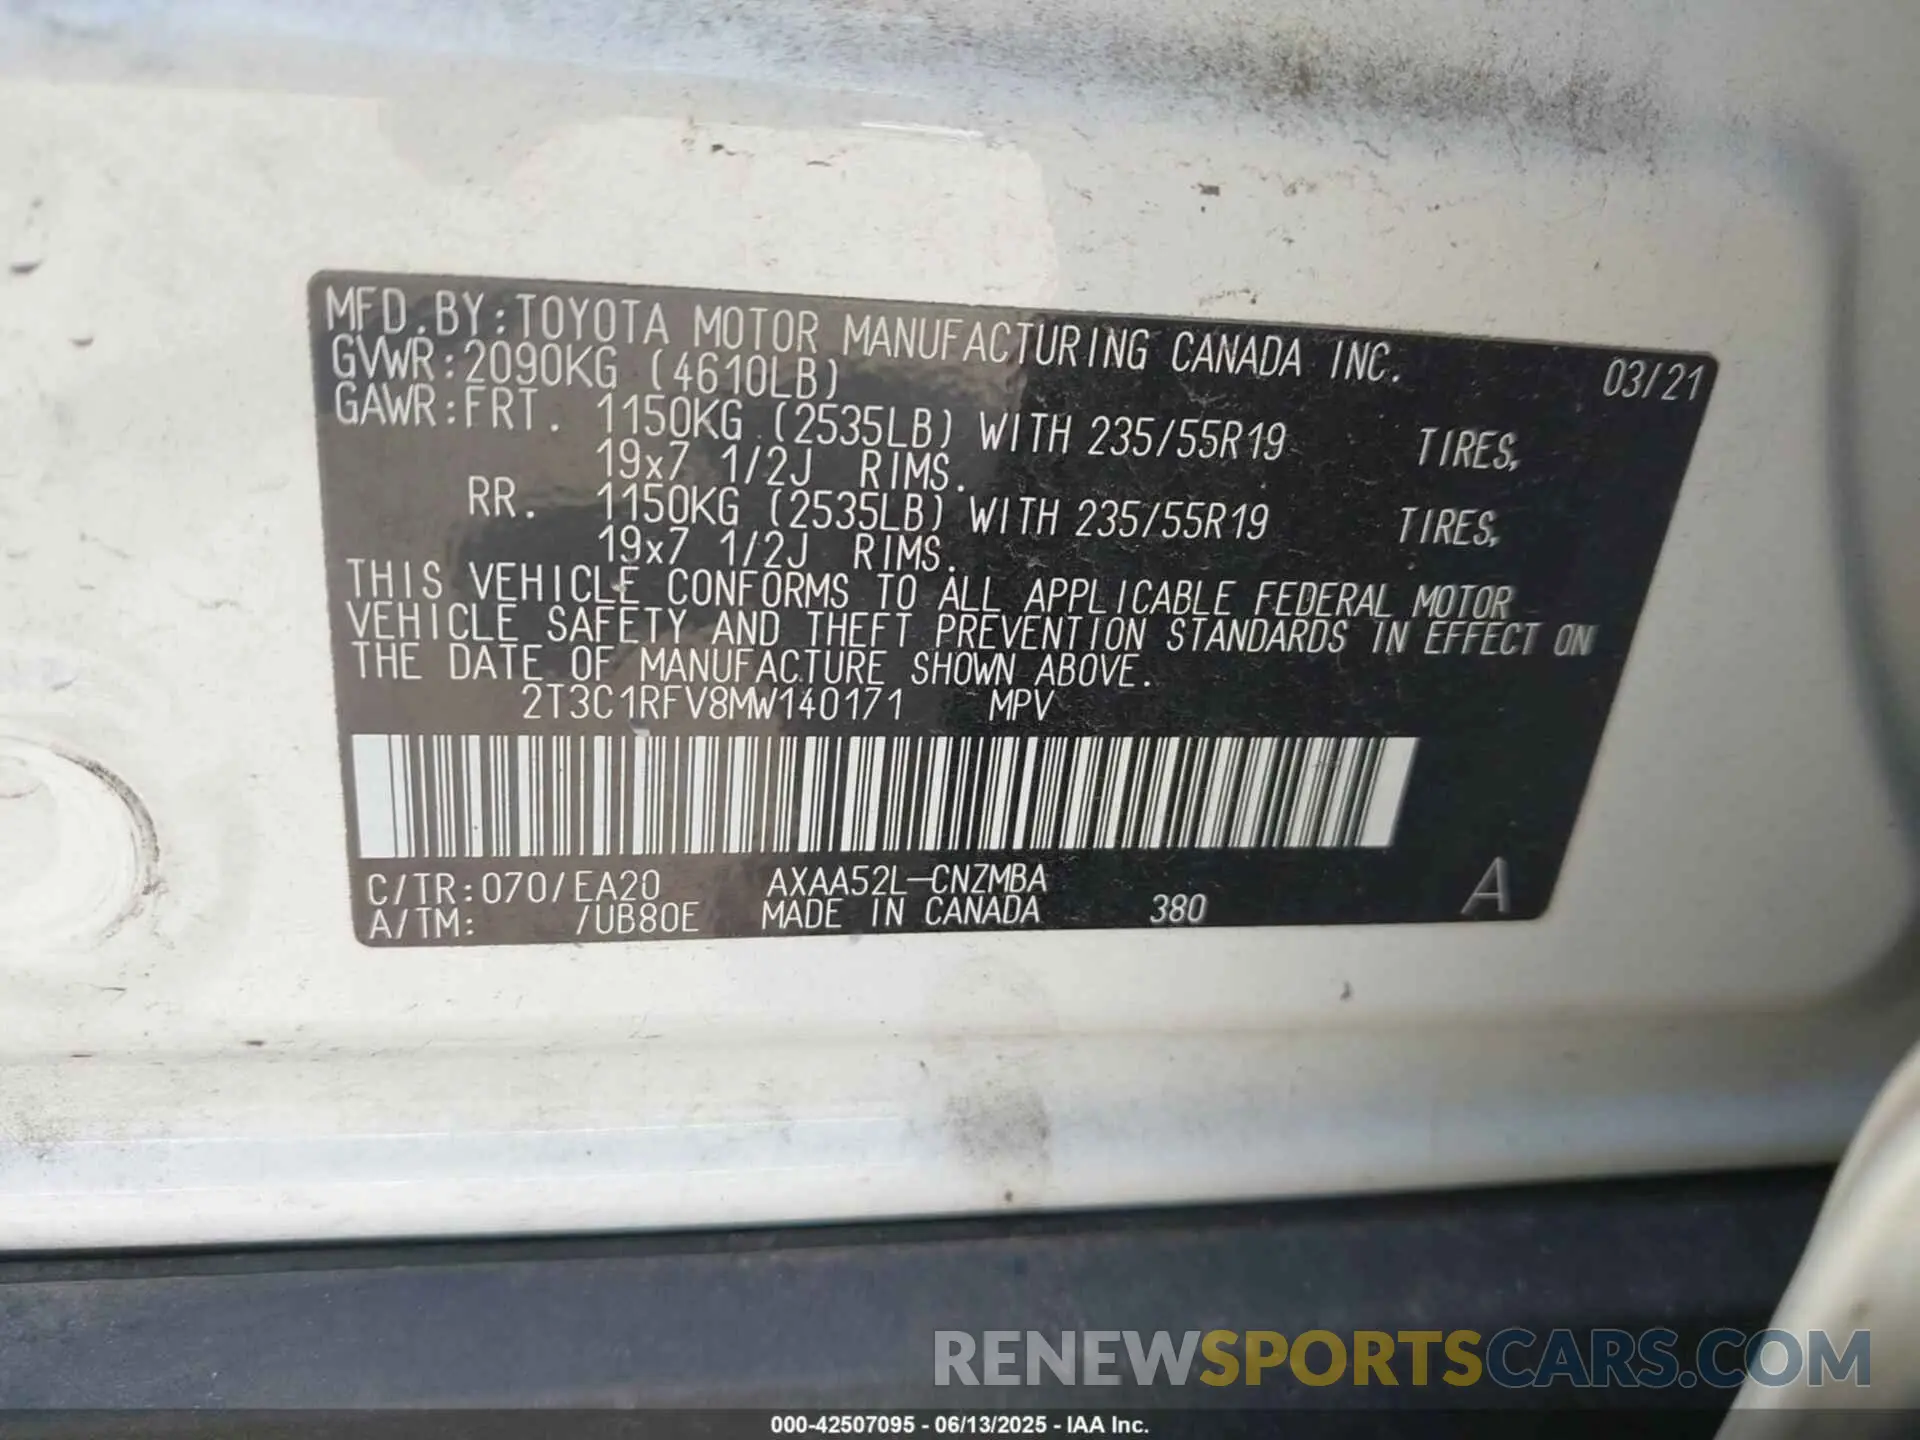 MFD.BY:TOYOTA MOTOR MANUFACTURING CANADA INC. 03/21
GVWR:2090KG (4610LB)
GAWR:FRT. 1150KG (2535LB) WITH 235/55R19 TIRES,
19x7 1/2J RIMS.
RR. 1150KG (2535LB) WITH 235/55R19 TIRES,
19x7 1/2J RIMS.
THIS VEHICLE CONFORMS TO ALL APPLICABLE FEDERAL MOTOR
VEHICLE SAFETY AND THEFT PREVENTION STANDARDS IN EFFECT ON
THE DATE OF MANUFACTURE SHOWN ABOVE.
2T3C1RFV8MW140171 MPV
C/TR:070/EA20 AXAA52L-CNZMBA A
A/TM: /UB80E MADE IN CANADA 380
RENEWSPORTSCARS.COM
000-42507095 - 06/13/2025 - IAA Inc.